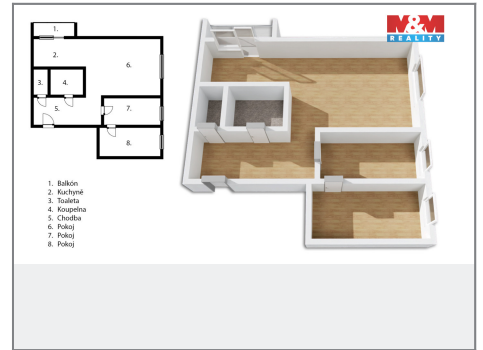 1.
2.
6.
3.
4.
5.
7.
8.
M&M
REALITY
1. Balkón
2. Kuchyně
3. Toaleta
4. Koupelna
5. Chodba
6. Pokoj
7. Pokoj
8. Pokoj